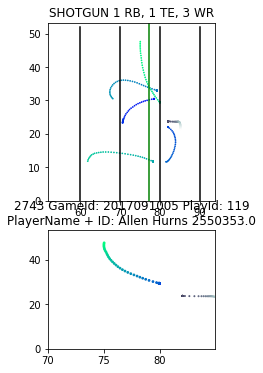 SHOTGUN 1 RB, 1 TE, 3 WR
50
40
30
20
10
0
60 70 80 90
2743 GameId: 2017091005 PlayId: 119
PlayerName + ID: Allen Hurns 2550353.0
40
20
0
70 75 80